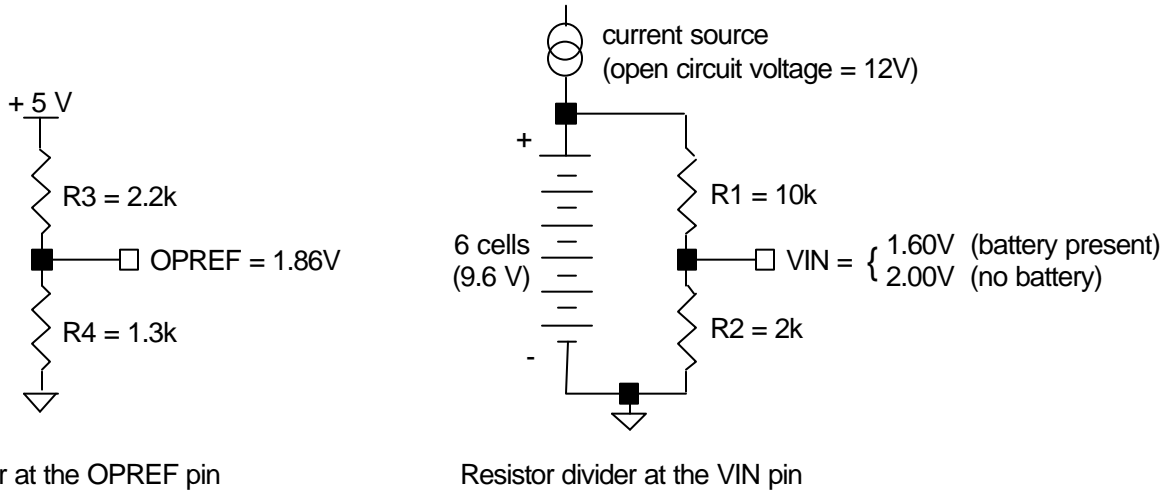 current source
(open circuit voltage = 12V)
+ 5 V
R3 = 2.2k
OPREF = 1.86V
R4 = 1.3k
+
6 cells
(9.6 V)
-
R1 = 10k
VIN = { 1.60V (battery present)
2.00V (no battery)
R2 = 2k
r at the OPREF pin
Resistor divider at the VIN pin